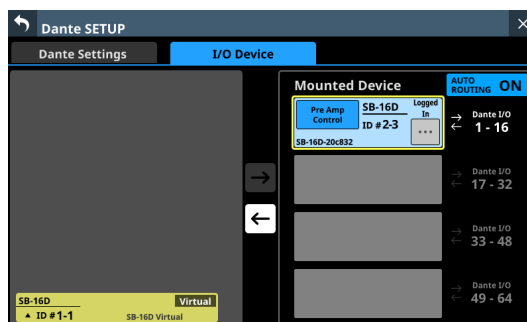 Dante SETUP
×
Dante Settings
I/O Device
Mounted Device
AUTO
ROUTING ON
Pre Amp
Control
SB-16D
ID # 2-3
Logged
In
...
SB-16D-20c832
Dante I/O
1 - 16
Dante I/O
17 - 32
Dante I/O
33 - 48
Dante I/O
49 - 64
SB-16D
Virtual
▲ ID # 1-1
SB-16D Virtual